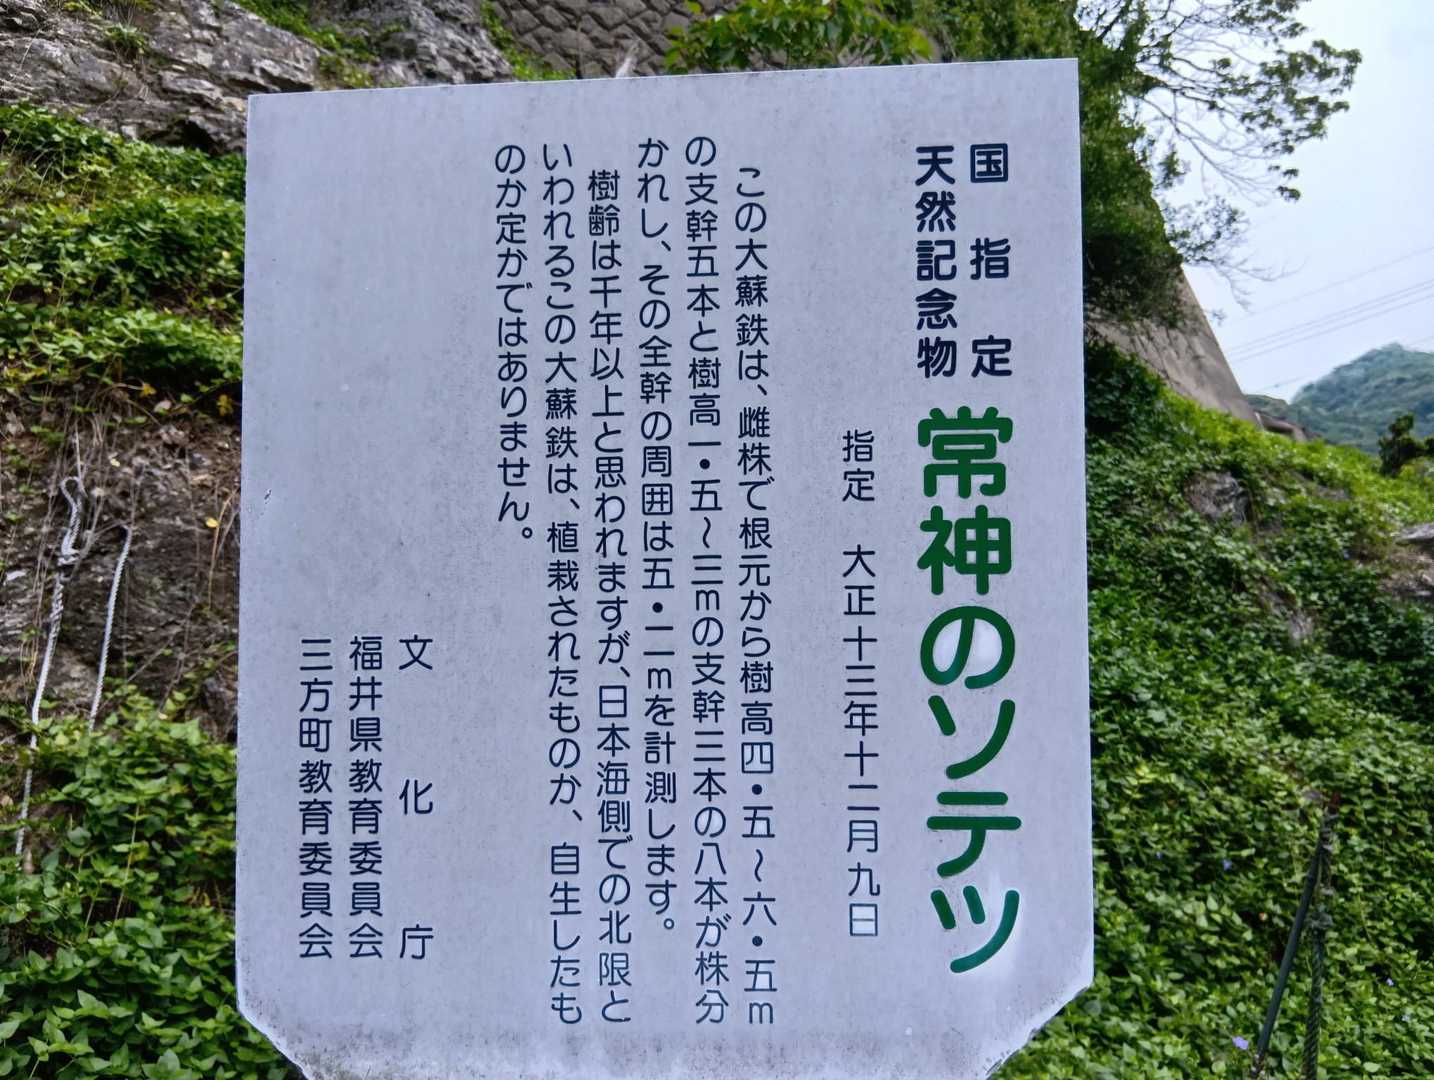 国指定
天然記念物
常神のソテツ
指定　大正十三年十二月九日
この大蘇鉄は、雌株で根元から樹高四・五～六・五m
の支幹五本と樹高一・五～三mの支幹三本の八本が株分
かれし、その全幹の周囲は五・二mを計測します。
樹齢は千年以上と思われますが、日本海側での北限と
いわれるこの大蘇鉄は、植栽されたものか、自生したも
のか定かではありません。
文化庁
福井県教育委員会
三方町教育委員会